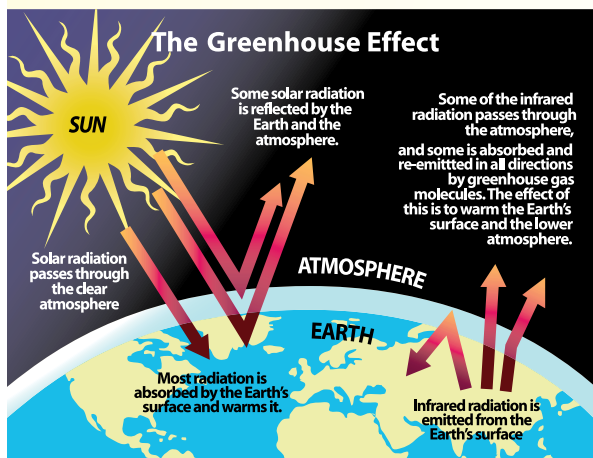 The Greenhouse Effect
SUN
Some solar radiation
is reflected by the
Earth and the
atmosphere.
Some of the infrared
radiation passes through
the atmosphere,
and some is absorbed and
re-emittted in all directions
by greenhouse gas
molecules. The effect of
this is to warm the Earth's
surface and the lower
atmosphere.
Solar radiation
passes through
the clear
atmosphere
ATMOSPHERE
EARTH
Most radiation is
absorbed by the Earth's
surface and warms it.
Infrared radiation is
emitted from the
Earth's surface